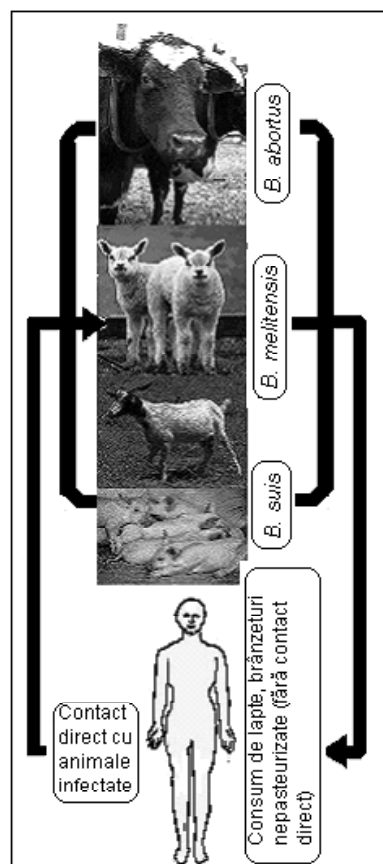 B. abortus
B. melitensis
B. suis
Contact
direct cu
animale
infectate
Consum de lapte, brânzeturi
nepasteurizate (fără contact
direct)